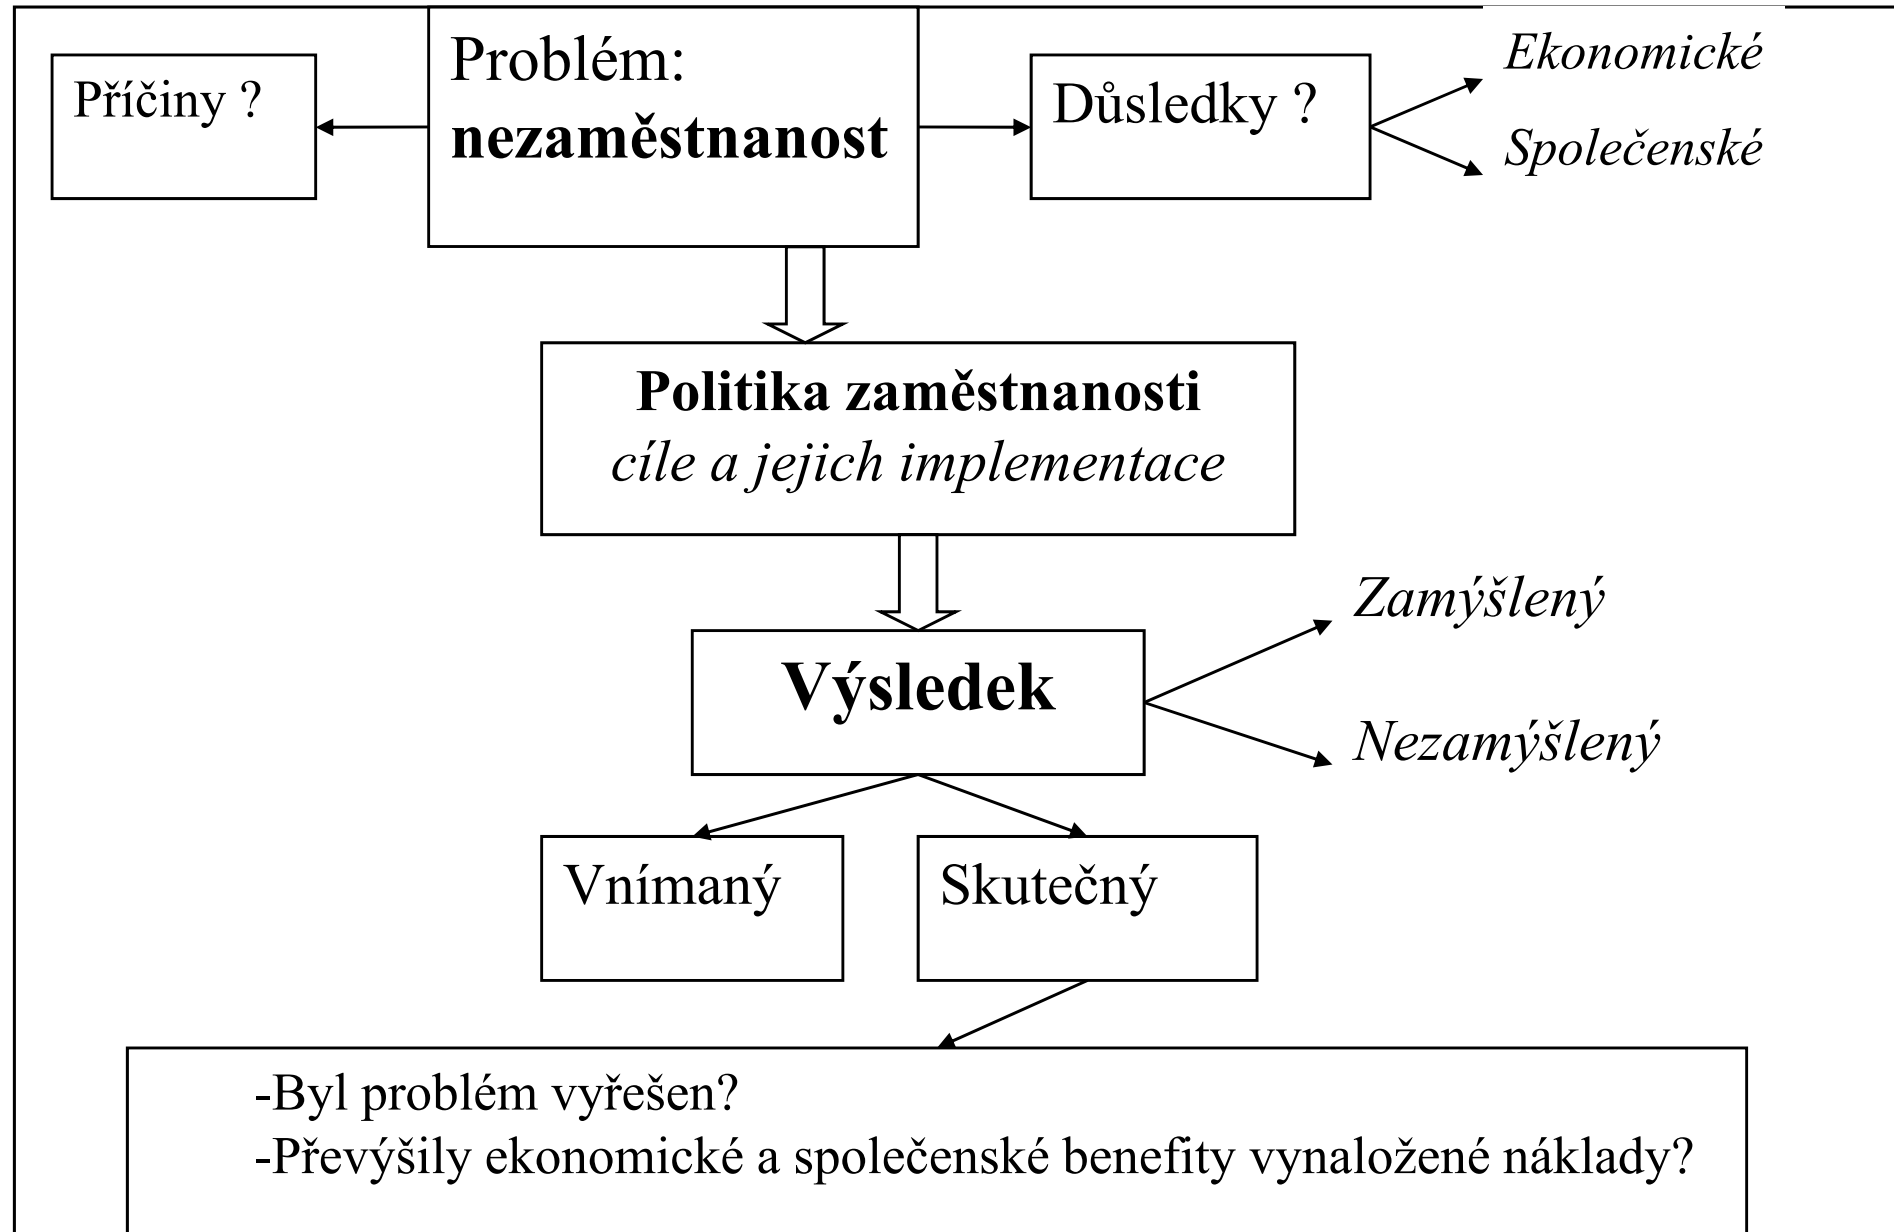 Příčiny ?
Problém:
nezaměstnanost
Důsledky ?
Ekonomické
Společenské
Politika zaměstnanosti
cíle a jejich implementace
Výsledek
Zamýšlený
Nezamýšlený
Vnímaný
Skutečný
-Byl problém vyřešen?
-Převýšily ekonomické a společenské benefity vynaložené náklady?